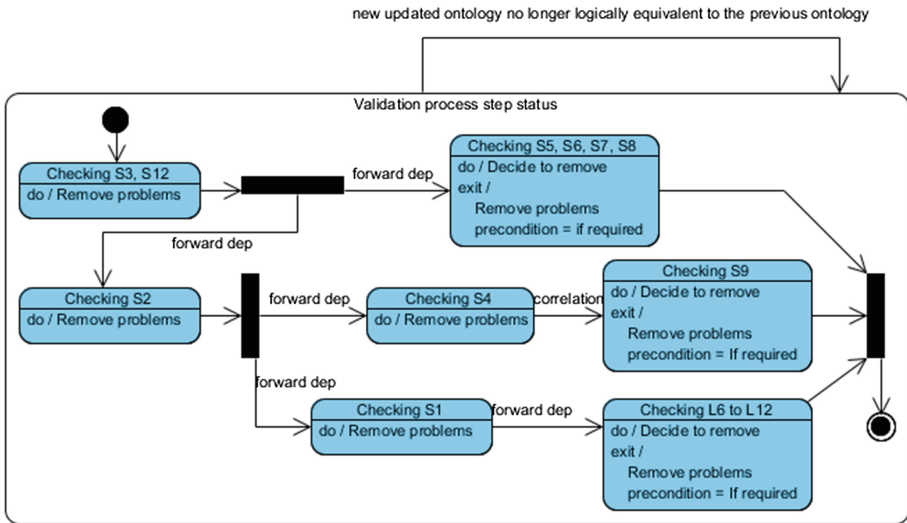 new updated ontology no longer logically equivalent to the previous ontology
Validation process step status
Checking S3, S12
do / Remove problems
forward dep
Checking S5, S6, S7, S8
do / Decide to remove
exit /
Remove problems
precondition = if required
forward dep
Checking S2
do / Remove problems
forward dep
Checking S4
do / Remove problems
correlation
Checking S9
do / Decide to remove
exit /
Remove problems
precondition = If required
forward dep
Checking S1
do / Remove problems
forward dep
Checking L6 to L12
do / Decide to remove
exit /
Remove problems
precondition = If required